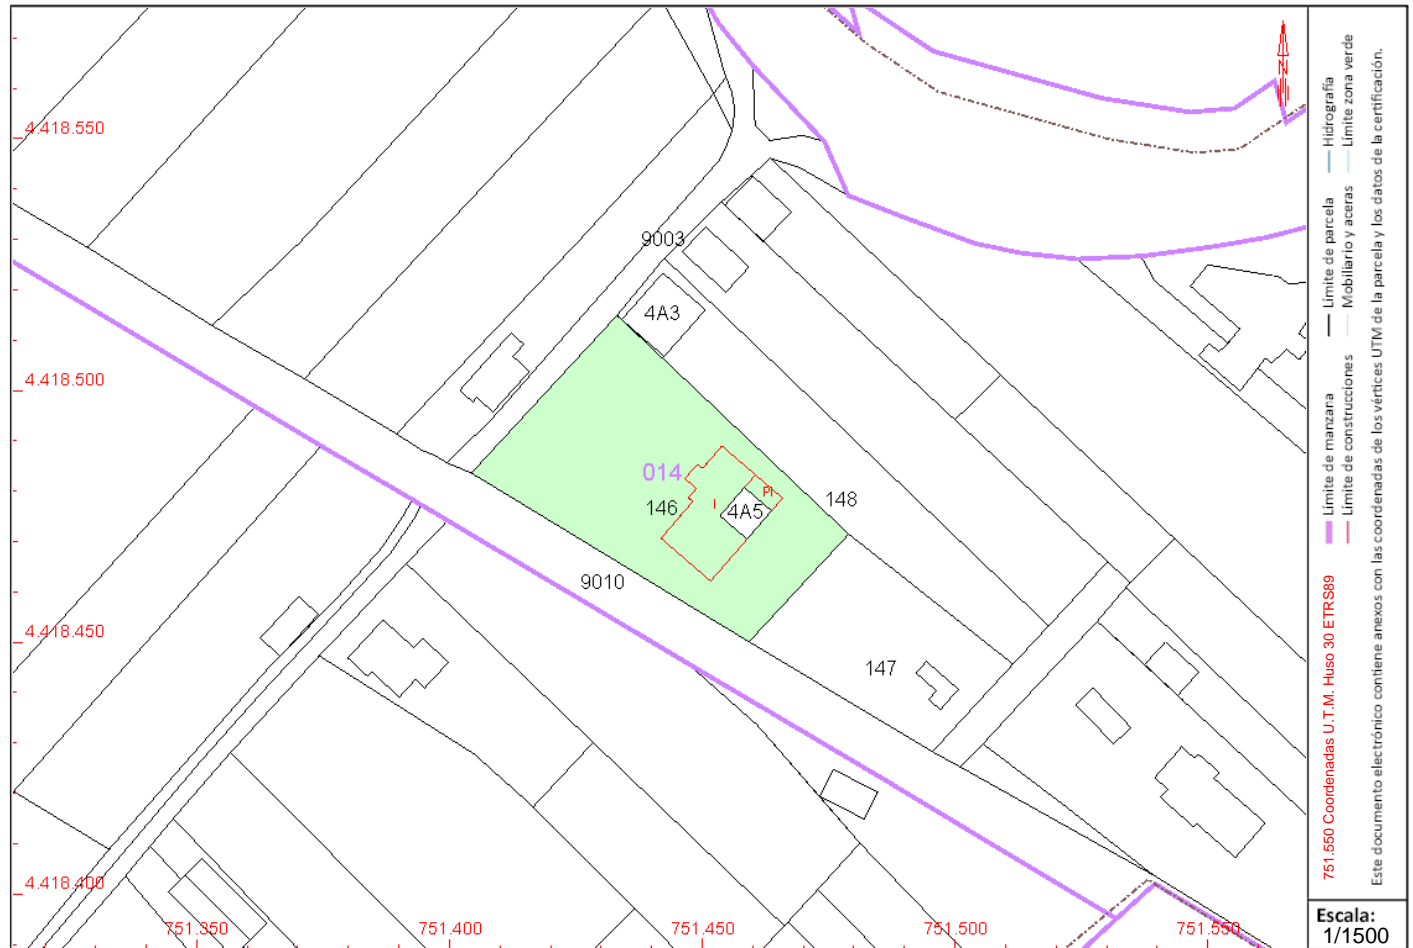 4.418.550
9003
4A3
4.418.500
014
146
I
PI
4A5
148
9010
4.418.450
147
4.418.400
751.350
751.400
751.450
751.500
751.550
N
751.550 Coordenadas U.T.M. Huso 30 ETRS89
Límite de manzana
Límite de parcela
Hidrografía
Límite de construcciones
Mobiliario y aceras
Límite zona verde
Este documento electrónico contiene anexos con las coordenadas de los vértices UTM de la parcela y los datos de la certificación.
Escala:
1/1500